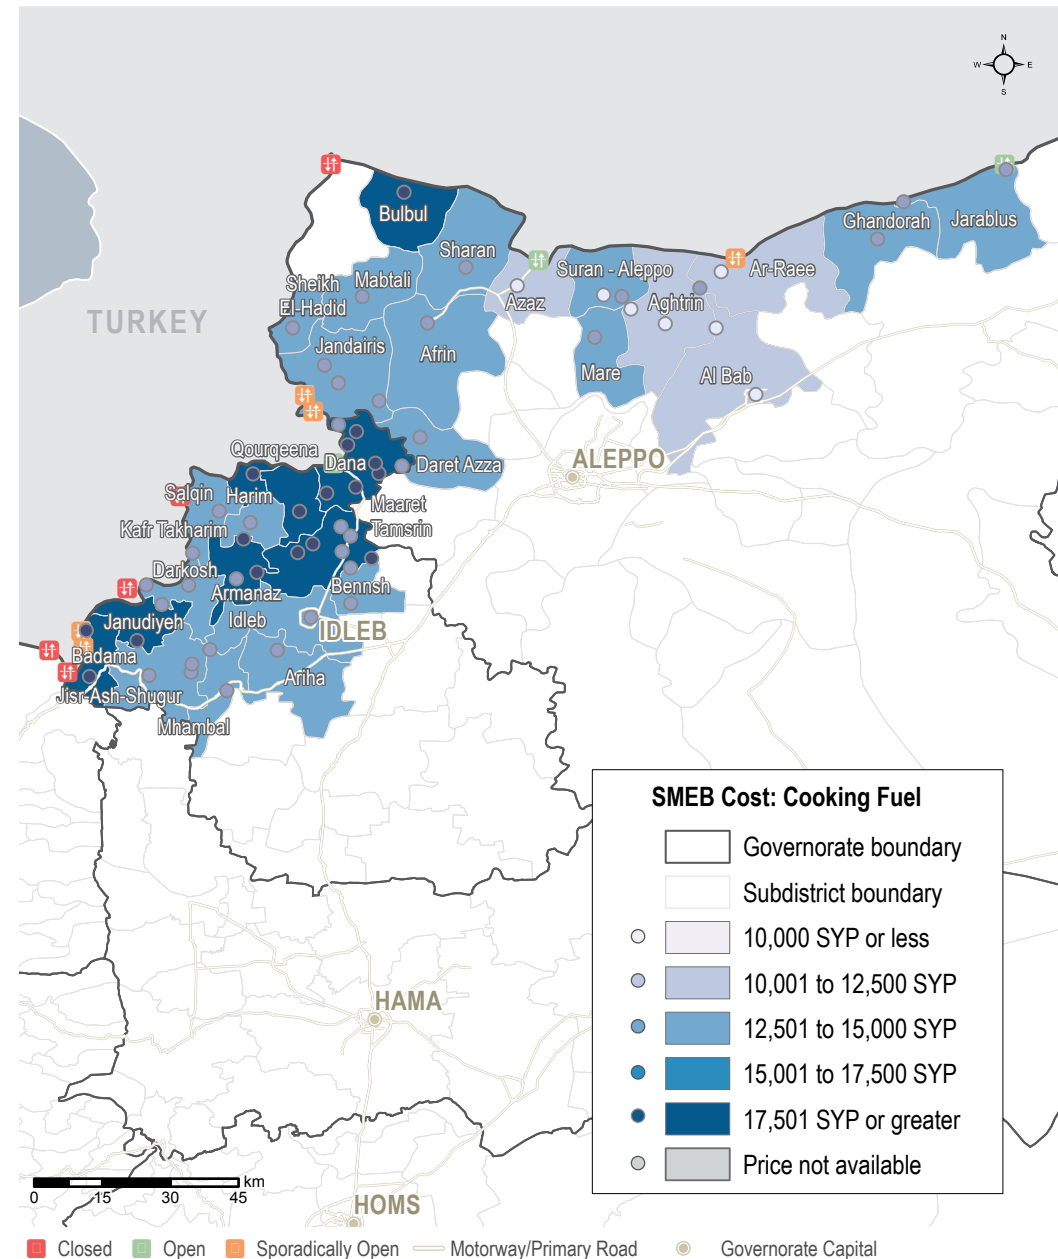 N
W E
S
Bulbul
Ghandorah
Jarablus
Sharan
Suran - Aleppo
Ar-Raee
Mabtali
Sheikh
El-Hadid
Azaz
Aghtrin
TURKEY
Jandairis
Afrin
Mare
Al Bab
Qourqeena
Dana
Daret Azza
ALEPPO
Salqin
Harim
Maaret
Tamsrin
Kafr Takharim
Darkosh
Armanaz
Bennsh
Janudiyeh
Idleb
IDLEB
Badama
Ariha
Jisr-Ash-Shugur
Mhambal
SMEB Cost: Cooking Fuel
Governorate boundary
Subdistrict boundary
10,000 SYP or less
10,001 to 12,500 SYP
12,501 to 15,000 SYP
15,001 to 17,500 SYP
17,501 SYP or greater
Price not available
HAMA
km
0 15 30 45
HOMS
Closed Open Sporadically Open Motorway/Primary Road Governorate Capital